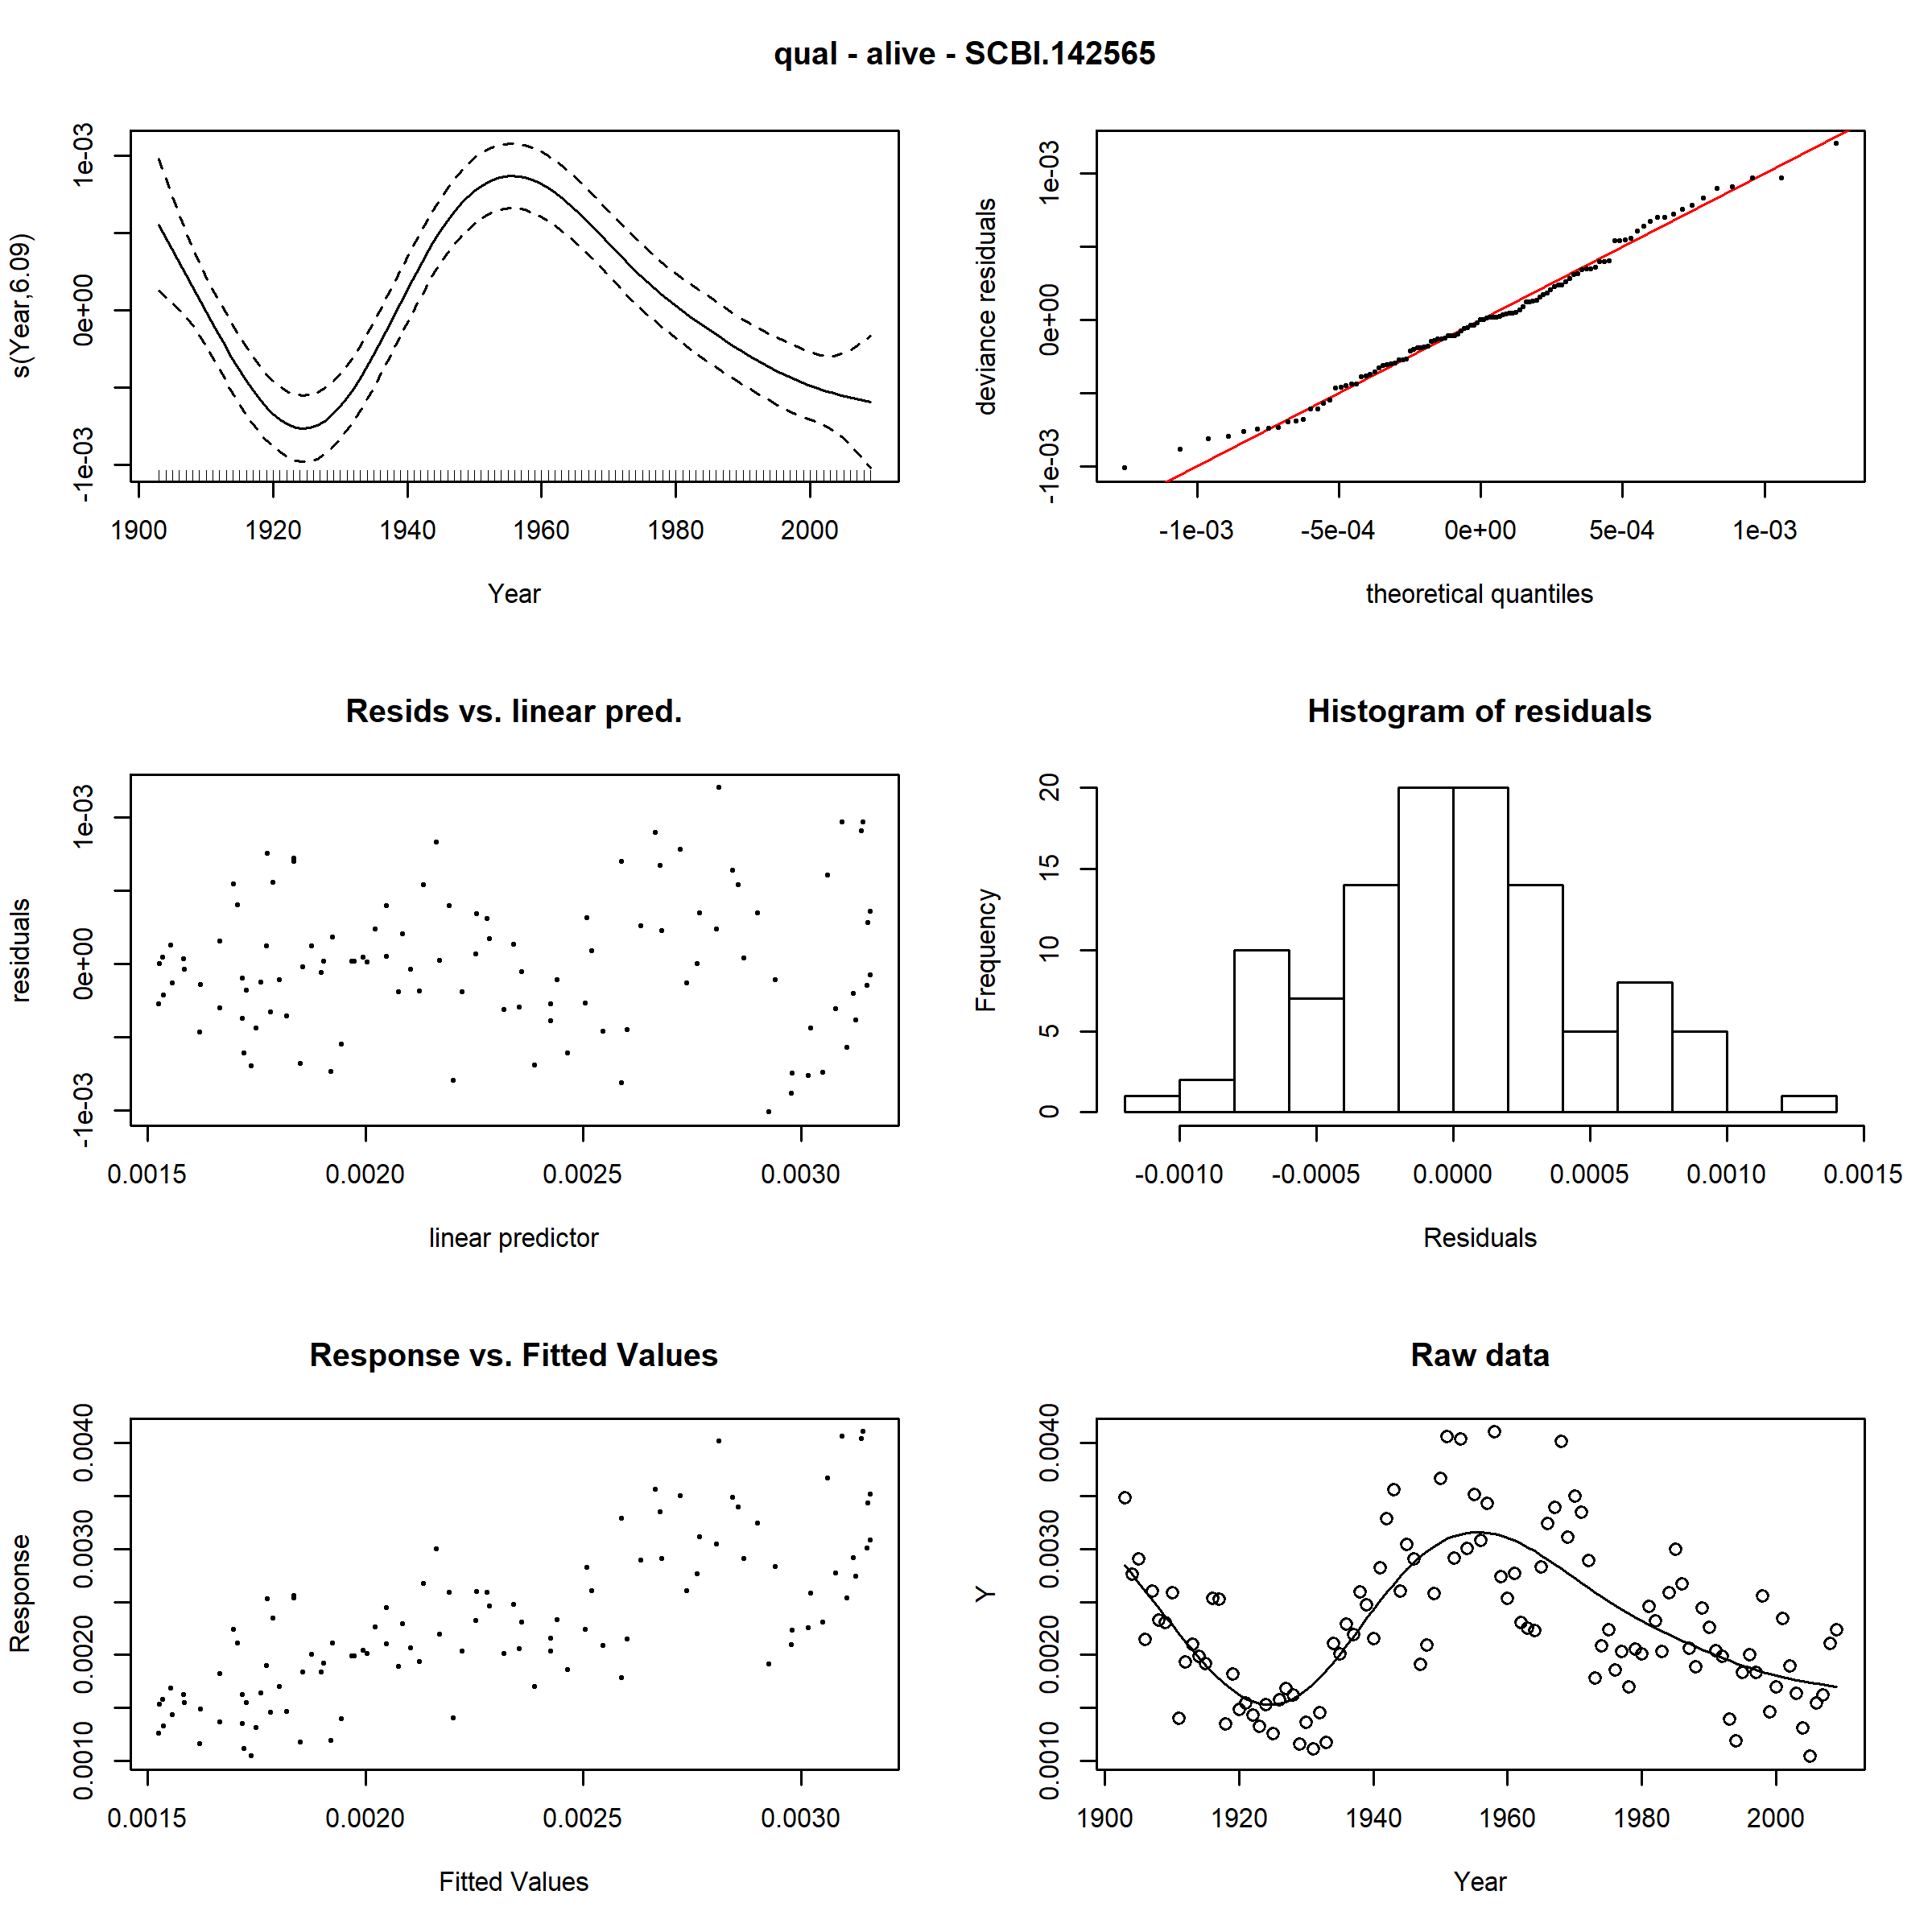 qual - alive - SCBI.142565
s(Year,6.09)
1e-03
0e+00
-1e-03
1900 1920 1940 1960 1980 2000
Year
deviance residuals
1e-03
0e+00
-1e-03
-1e-03 -5e-04 0e+00 5e-04 1e-03
theoretical quantiles
Resids vs. linear pred.
residuals
1e-03
0e+00
-1e-03
0.0015 0.0020 0.0025 0.0030
linear predictor
Histogram of residuals
Frequency
20
15
10
5
0
-0.0010 -0.0005 0.0000 0.0005 0.0010 0.0015
Residuals
Response vs. Fitted Values
Response
0.0040
0.0030
0.0020
0.0010
0.0015 0.0020 0.0025 0.0030
Fitted Values
Raw data
Y
0.0040
0.0030
0.0020
0.0010
1900 1920 1940 1960 1980 2000
Year